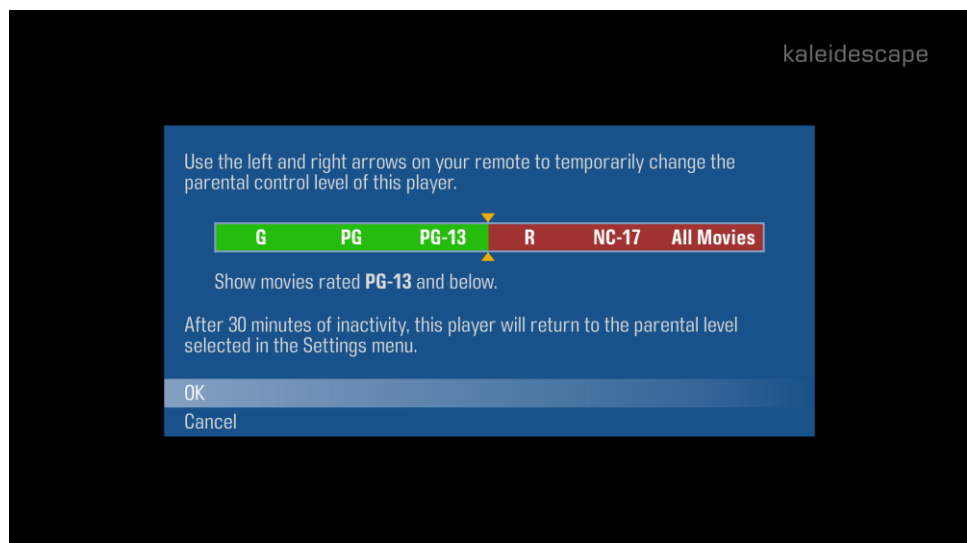 kaleidescape
Use the left and right arrows on your remote to temporarily change the
parental control level of this player.
G PG PG-13 R NC-17 All Movies
Show movies rated PG-13 and below.
After 30 minutes of inactivity, this player will return to the parental level
selected in the Settings menu.
OK
Cancel